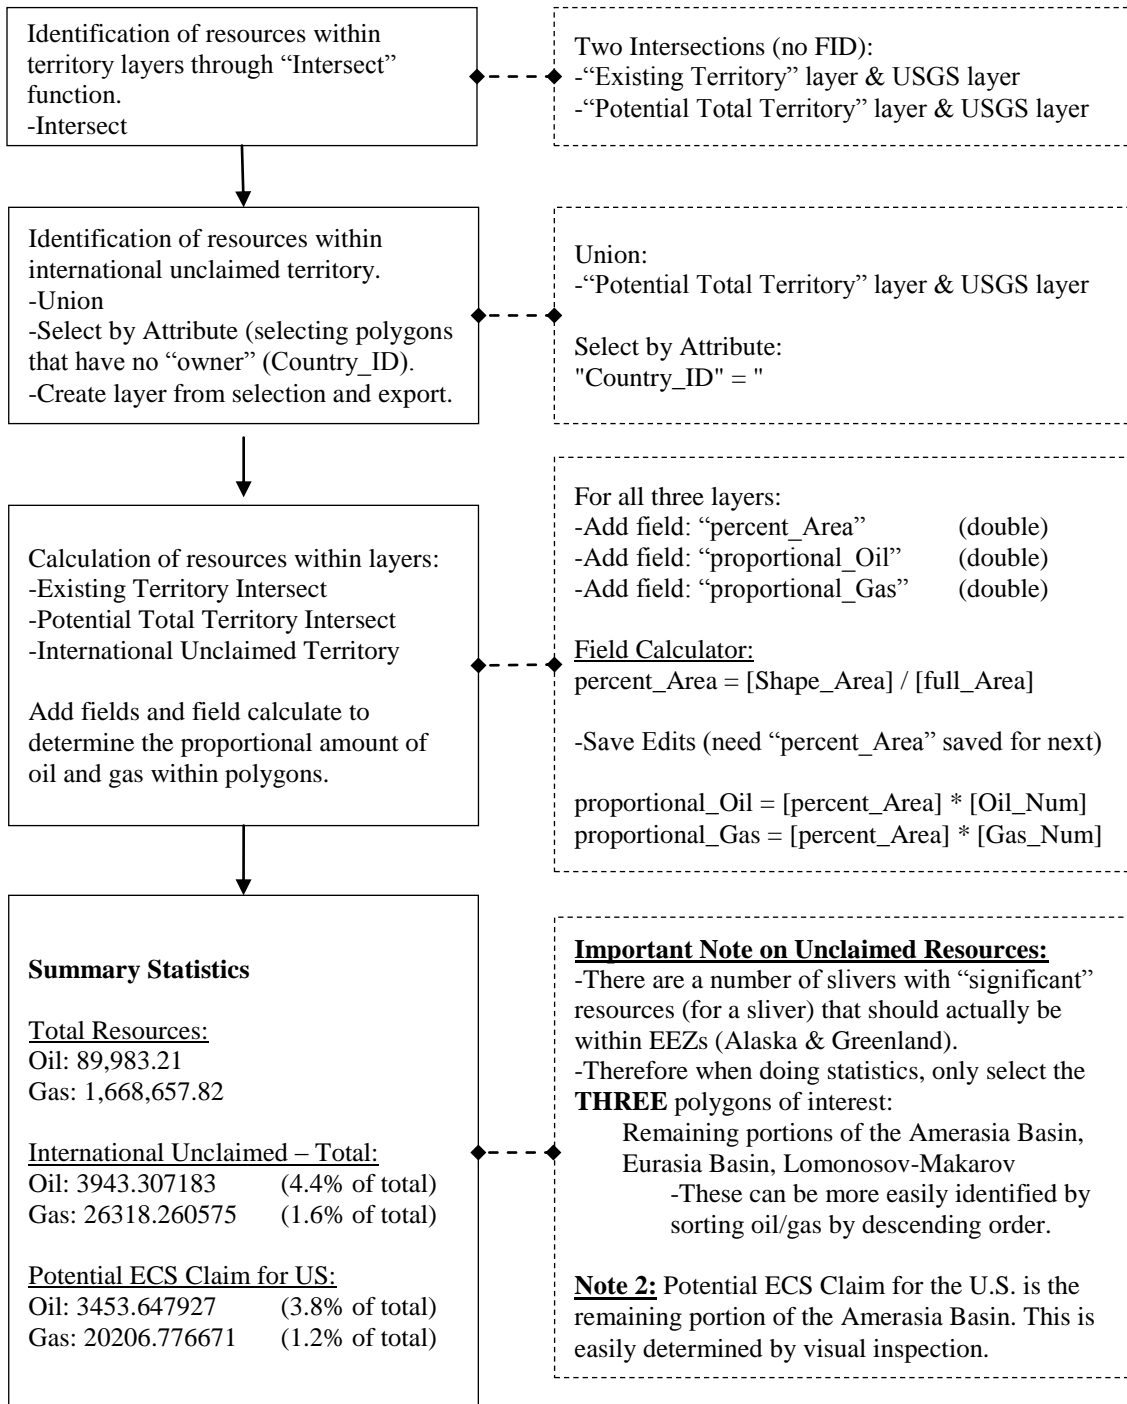 Identification of resources within
territory layers through “Intersect”
function.
-Intersect
Two Intersections (no FID):
-“Existing Territory” layer & USGS layer
-“Potential Total Territory” layer & USGS layer
Identification of resources within
international unclaimed territory.
-Union
-Select by Attribute (selecting polygons
that have no “owner” (Country_ID).
-Create layer from selection and export.
Union:
-“Potential Total Territory” layer & USGS layer
Select by Attribute:
"Country_ID" = "
Calculation of resources within layers:
-Existing Territory Intersect
-Potential Total Territory Intersect
-International Unclaimed Territory
Add fields and field calculate to
determine the proportional amount of
oil and gas within polygons.
For all three layers:
-Add field: “percent_Area” (double)
-Add field: “proportional_Oil” (double)
-Add field: “proportional_Gas” (double)
Field Calculator:
percent_Area = [Shape_Area] / [full_Area]
-Save Edits (need “percent_Area” saved for next)
proportional_Oil = [percent_Area] * [Oil_Num]
proportional_Gas = [percent_Area] * [Gas_Num]
Summary Statistics
Total Resources:
Oil: 89,983.21
Gas: 1,668,657.82
International Unclaimed – Total:
Oil: 3943.307183 (4.4% of total)
Gas: 26318.260575 (1.6% of total)
Potential ECS Claim for US:
Oil: 3453.647927 (3.8% of total)
Gas: 20206.776671 (1.2% of total)
Important Note on Unclaimed Resources:
-There are a number of slivers with “significant”
resources (for a sliver) that should actually be
within EEZs (Alaska & Greenland).
-Therefore when doing statistics, only select the
THREE polygons of interest:
Remaining portions of the Amerasia Basin,
Eurasia Basin, Lomonosov-Makarov
-These can be more easily identified by
sorting oil/gas by descending order.
Note 2: Potential ECS Claim for the U.S. is the
remaining portion of the Amerasia Basin. This is
easily determined by visual inspection.